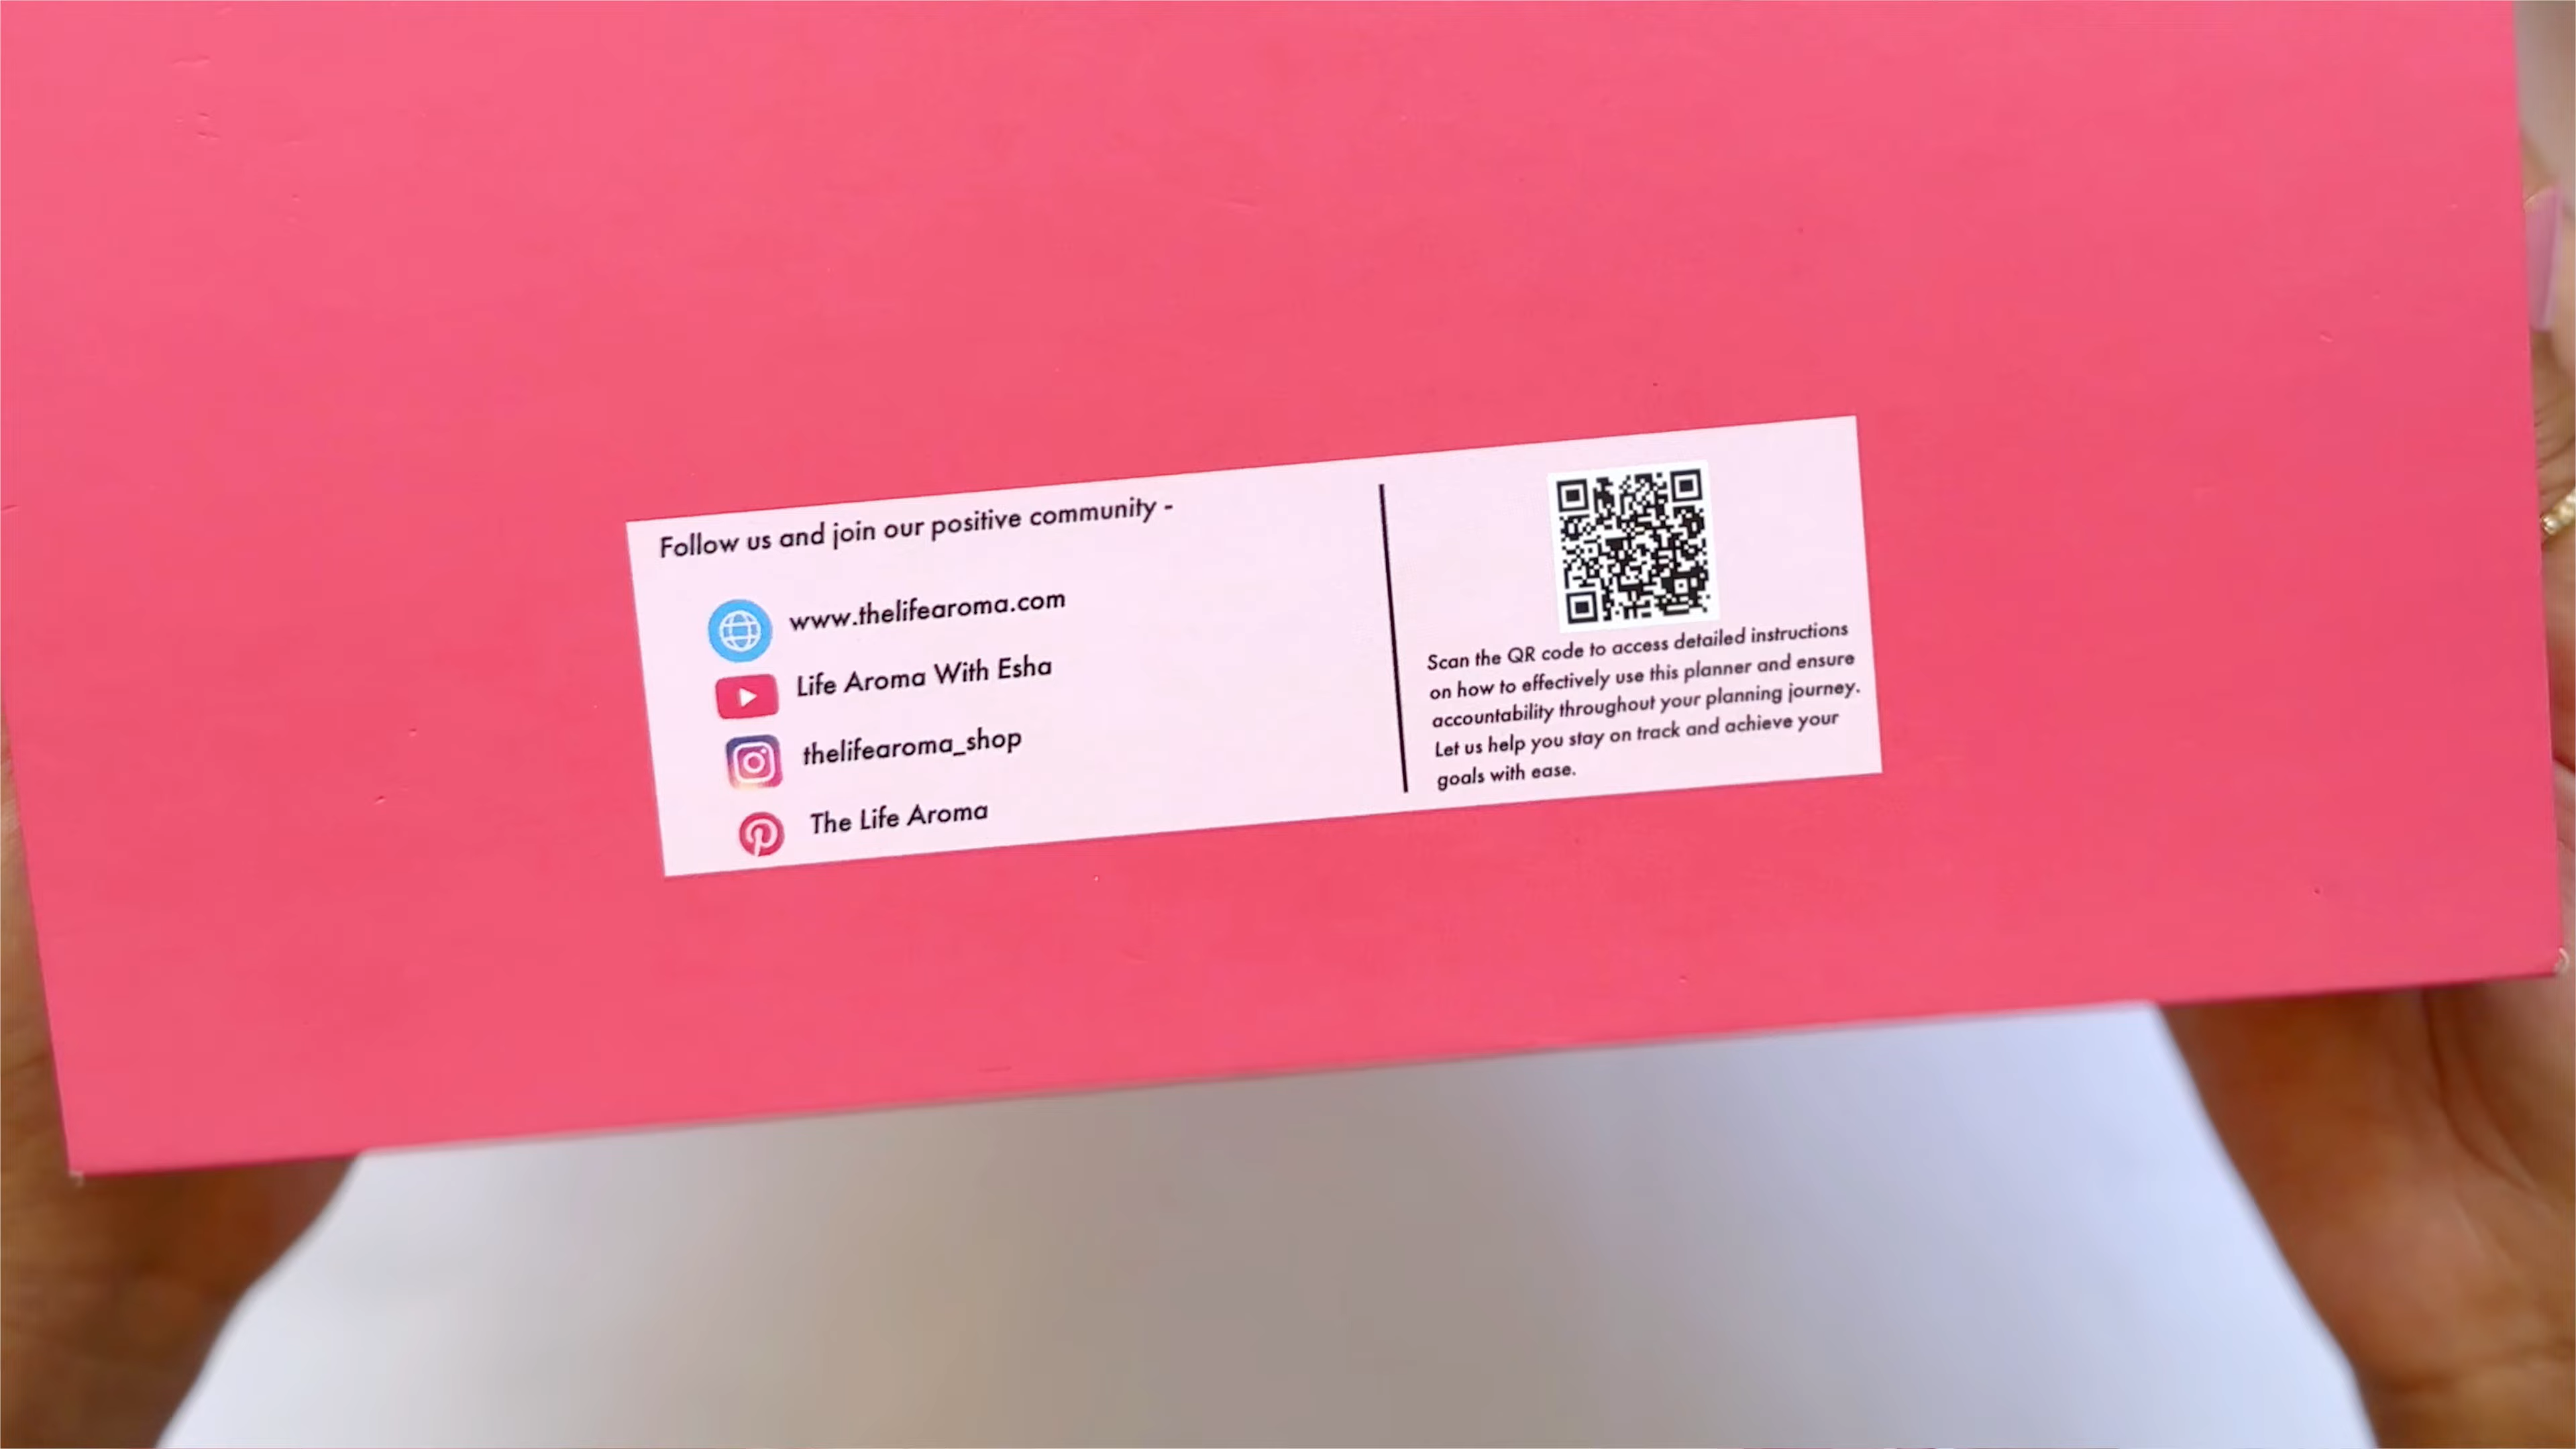 Follow us and join our positive community -
www.thelifearoma.com
Life Aroma With Esha
thelifearoma_shop
The Life Aroma
Scan the QR code to access detailed instructions
on how to effectively use this planner and ensure
accountability throughout your planning journey.
Let us help you stay on track and achieve your
goals with ease.